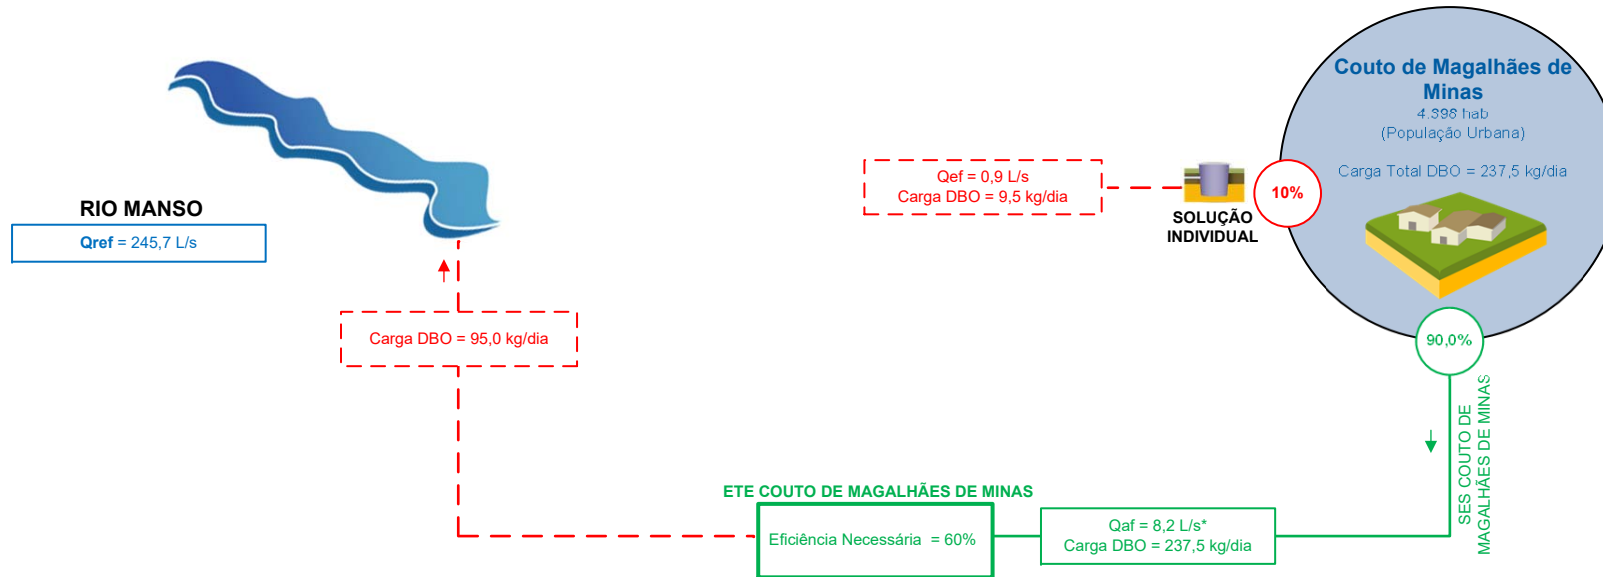 Couto de Magalhães de
Minas
4.398 hab
(População Urbana)
Carga Total DBO = 237,5 kg/dia
10%
SOLUÇÃO
INDIVIDUAL
Qef = 0,9 L/s
Carga DBO = 9,5 kg/dia
RIO MANSO
Qref = 245,7 L/s
Carga DBO = 95,0 kg/dia
90,0%
SES COUTO DE
MAGALHÃES DE MINAS
ETE COUTO DE MAGALHÃES DE MINAS
Eficiência Necessária = 60%
Qaf = 8,2 L/s*
Carga DBO = 237,5 kg/dia